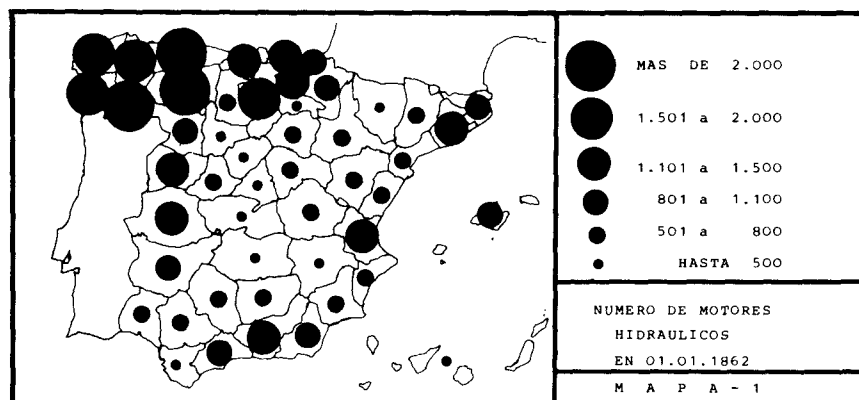 MAS DE 2.000
1.501 a 2.000
1.101 a 1.500
801 a 1.100
501 a 800
HASTA 500
NUMERO DE MOTORES
HIDRAULICOS
EN 01.01.1862
M A P A - 1